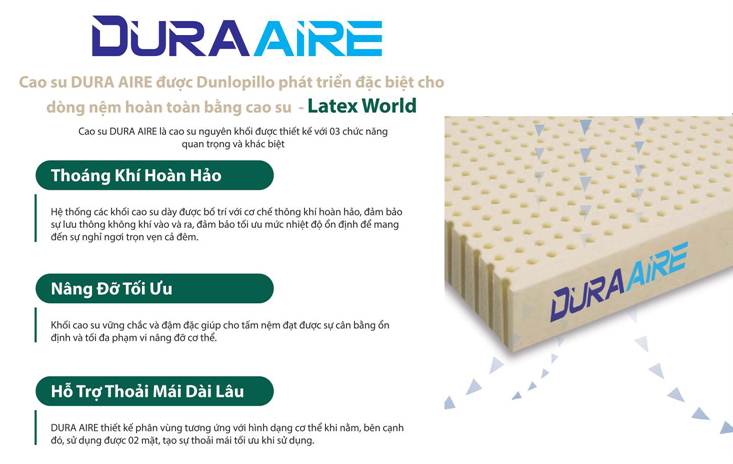 DURAAIRE
Cao su DURA AIRE được Dunlopillo phát triển đặc biệt cho
dòng nệm hoàn toàn bằng cao su - Latex World
Cao su DURA AIRE là cao su nguyên khối được thiết kế với 03 chức năng
quan trọng và khác biệt
Thoáng Khí Hoàn Hảo
Hệ thống các khối cao su dày được bố trí với cơ chế thông khí hoàn hảo, đảm bảo
sự lưu thông không khí vào và ra, đảm bảo tối ưu mức nhiệt độ ổn định để mang
đến sự nghỉ ngơi trọn vẹn cả đêm.
Nâng Đỡ Tối Ưu
Khối cao su vững chắc và đậm đặc giúp cho tấm nệm đạt được sự cân bằng ổn
định và tối đa phạm vi nâng đỡ cơ thể.
Hỗ Trợ Thoải Mái Dài Lâu
DURA AIRE thiết kế phân vùng tương ứng với hình dạng cơ thể khi nằm, bên cạnh
đó, sử dụng được 02 mặt, tạo sự thoải mái tối ưu khi sử dụng.
DURAAIRE